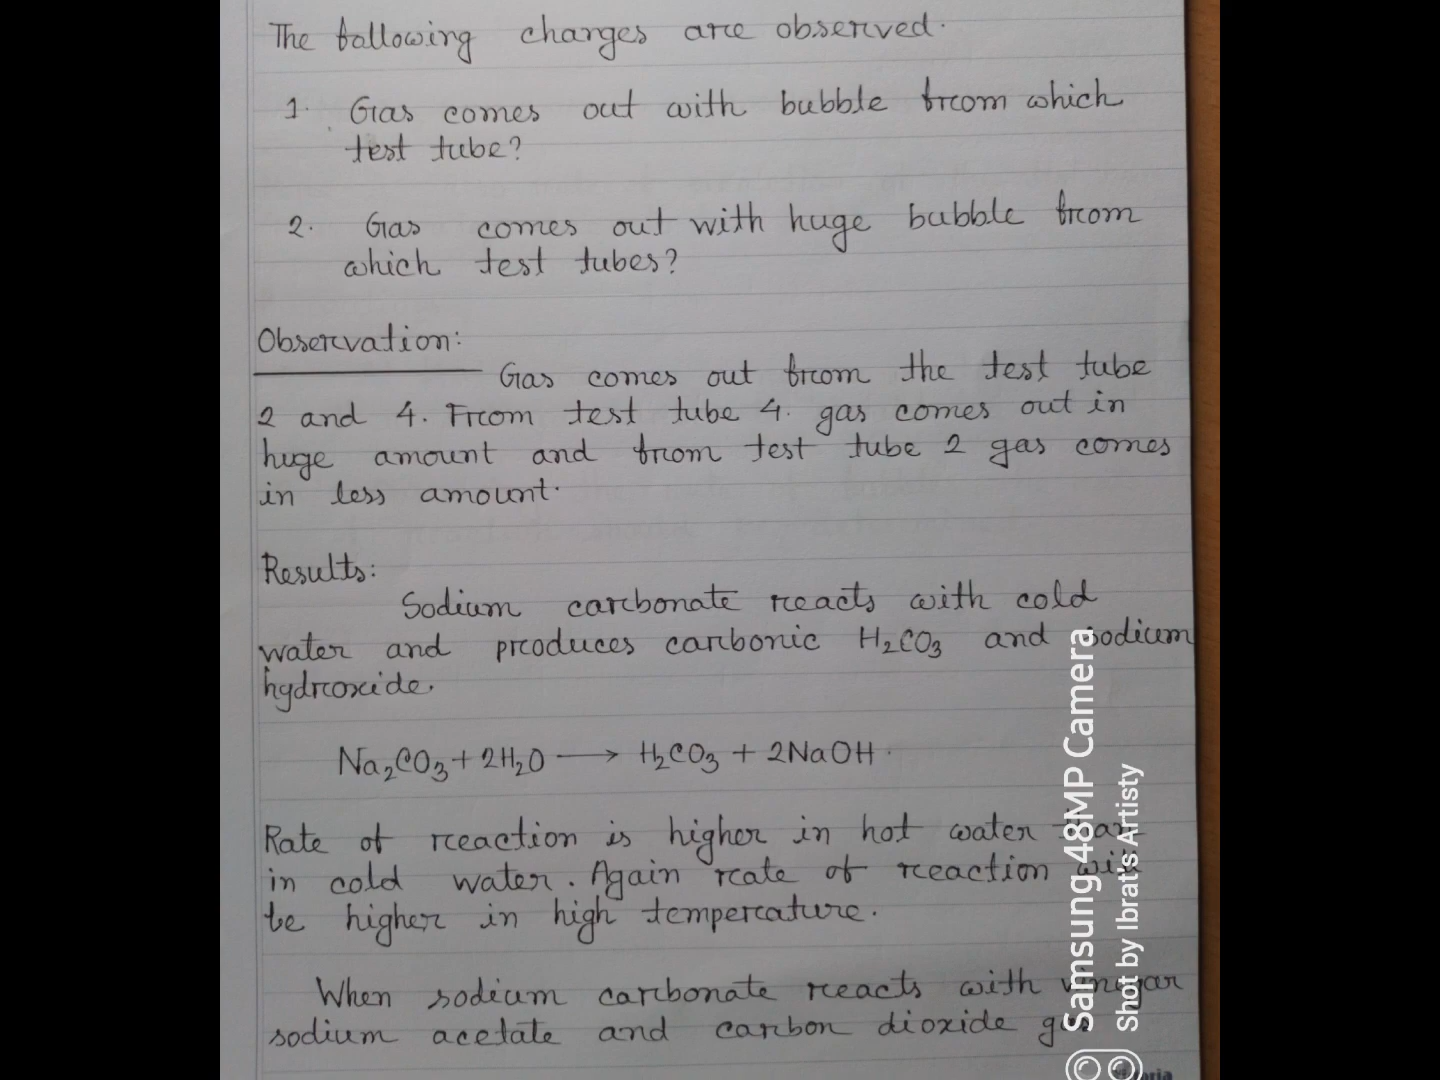 The following changes are observed.
1. Gas comes out with bubble from which
test tube?
2. Gas comes out with huge bubble from
which test tubes?
Observation:
Gas comes out from the test tube
2 and 4. From test tube 4. gas comes out in
huge amount and from test tube 2 gas comes
in less amount.
Results:
Sodium carbonate reacts with cold
water and produces carbonic H₂CO₃ and sodium
hydroxide.
Na₂CO₃ + 2H₂O ⟶ H₂CO₃ + 2NaOH.
Rate of reaction is higher in hot water than
in cold water. Again rate of reaction will
be higher in high temperature.
When sodium carbonate reacts with vinegar
sodium acetate and carbon dioxide gas
Samsung 48MP Camera
Shot by Ibrats Artisty